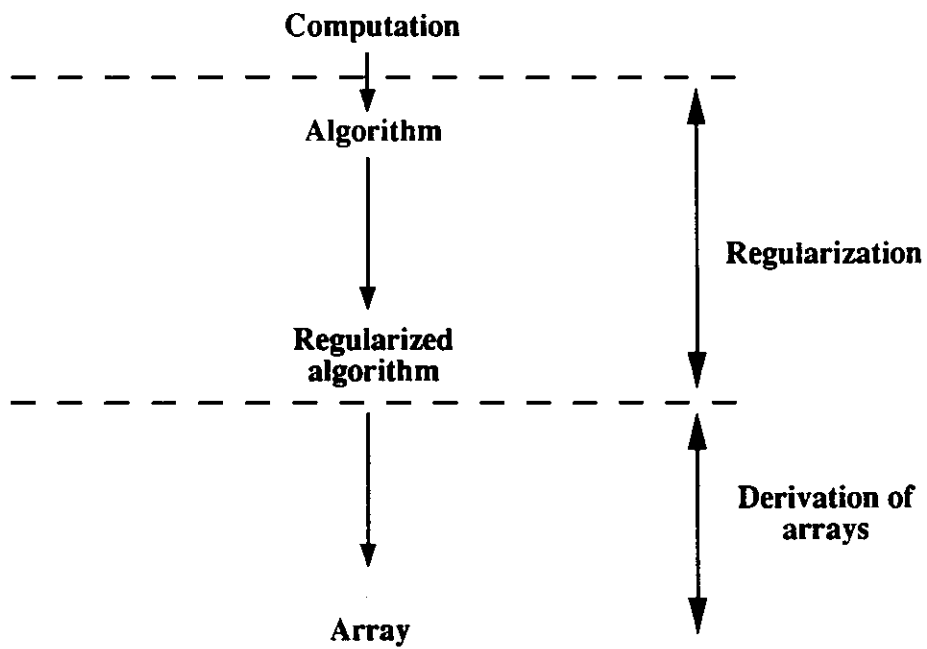 Computation
Algorithm
Regularization
Regularized
algorithm
Derivation of
arrays
Array